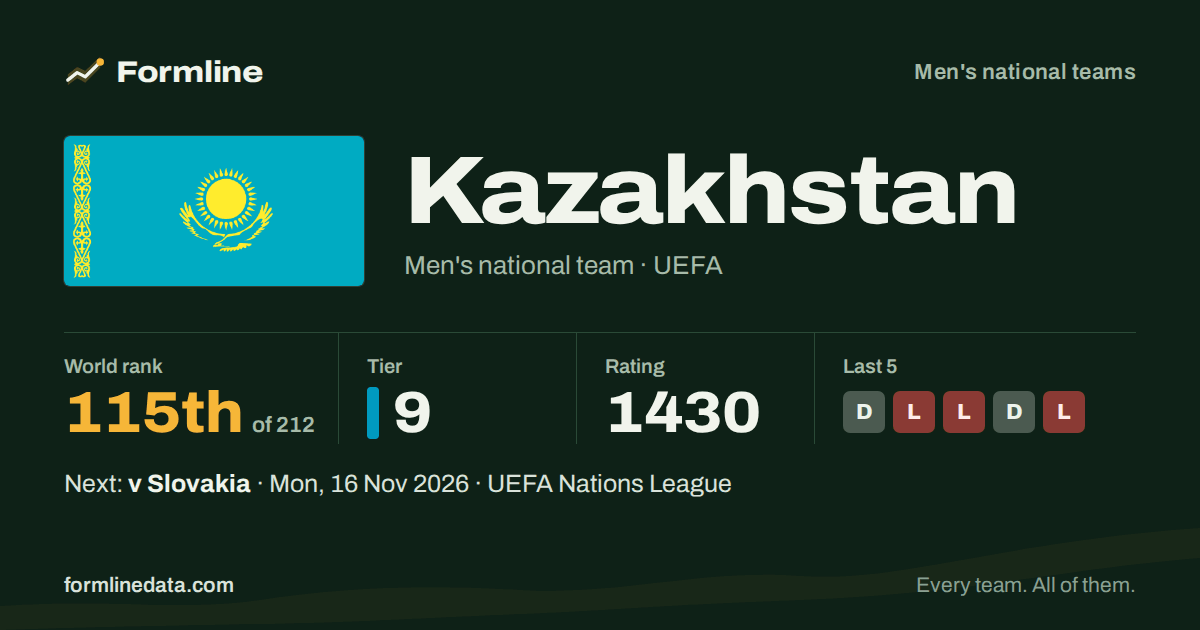 Formline
Men's national teams
Kazakhstan
Men's national team · UEFA
World rank
115th of 212
Tier
9
Rating
1430
Last 5
D L L D L
Next: v Slovakia · Mon, 16 Nov 2026 · UEFA Nations League
formlinedata.com
Every team. All of them.